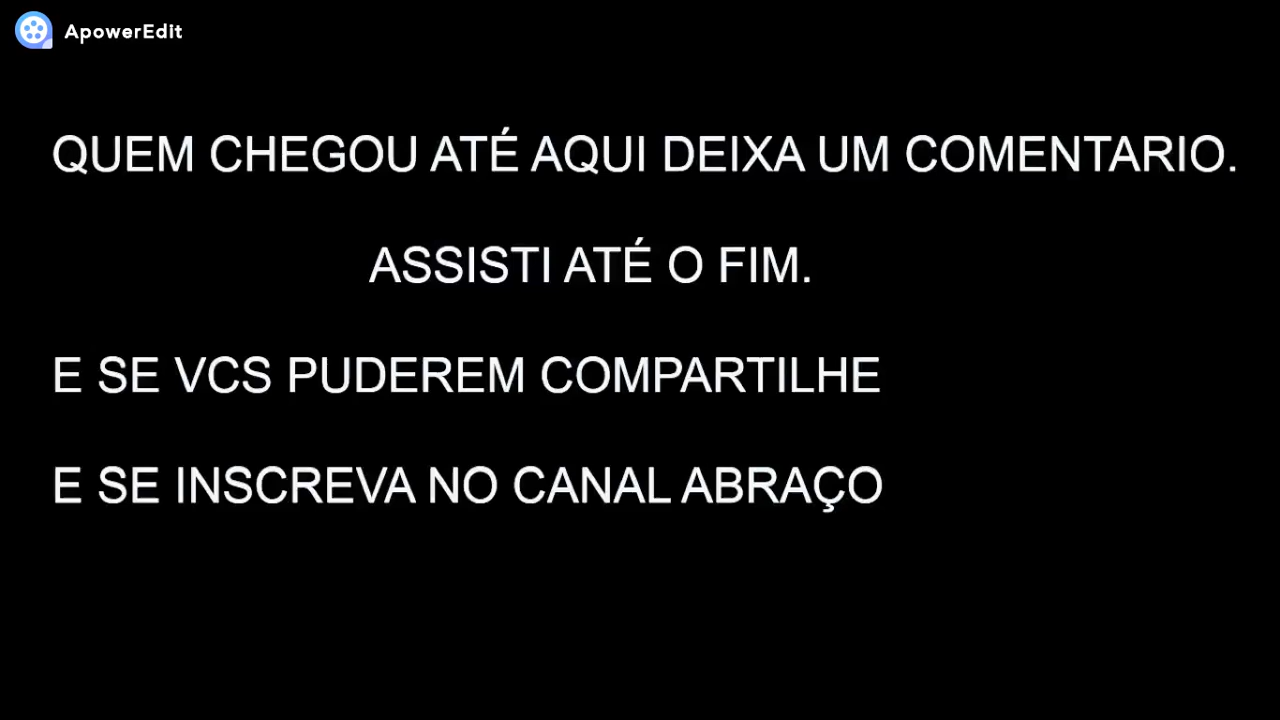 ApowerEdit
QUEM CHEGOU ATÉ AQUI DEIXA UM COMENTARIO.
ASSISTI ATÉ O FIM.
E SE VCS PUDEREM COMPARTILHE
E SE INSCREVA NO CANAL ABRAÇO